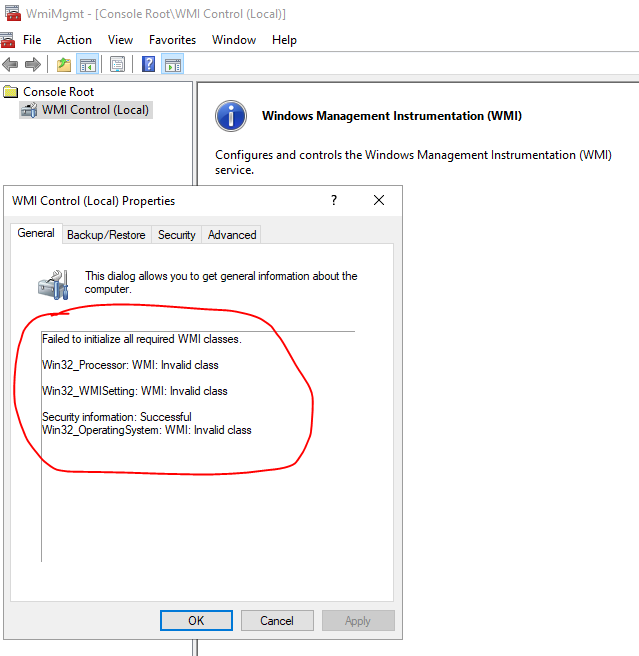 WmiMgmt - [Console Root\WMI Control (Local)]
File Action View Favorites Window Help
Console Root
WMI Control (Local)
Windows Management Instrumentation (WMI)
Configures and controls the Windows Management Instrumentation (WMI)
service.
WMI Control (Local) Properties
General Backup/Restore Security Advanced
This dialog allows you to get general information about the
computer.
Failed to initialize all required WMI classes.
Win32_Processor: WMI: Invalid class
Win32_WMISetting: WMI: Invalid class
Security information: Successful
Win32_OperatingSystem: WMI: Invalid class
OK Cancel Apply